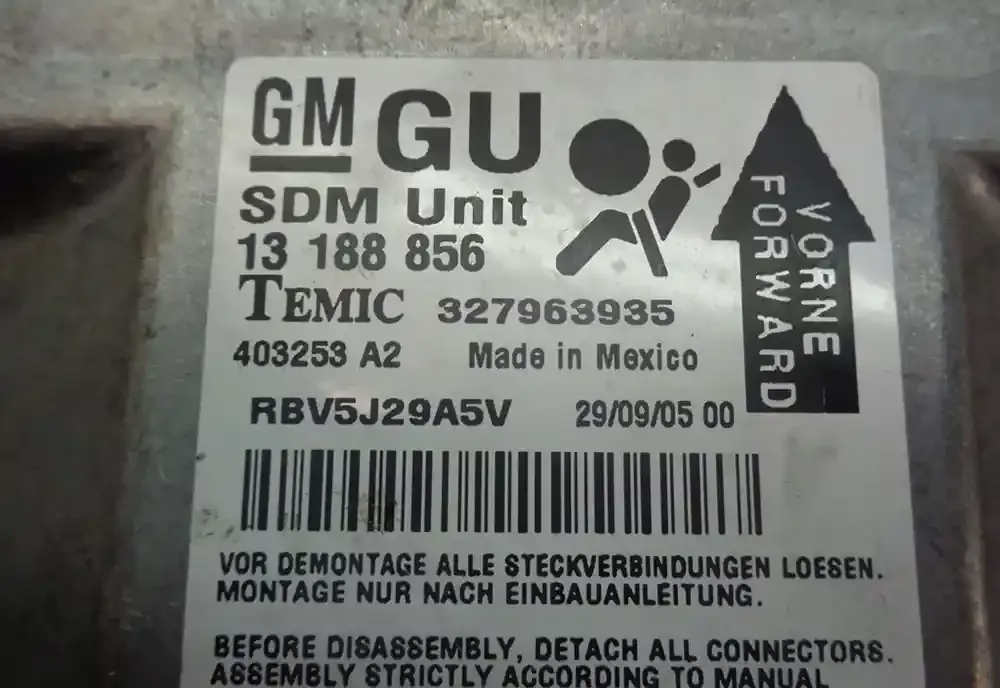 GM GU
SDM Unit
13 188 856
TEMIC 327963935
403253 A2 Made in Mexico
RBV5J29A5V 29/09/05 00
VORNE
FORWARD
VOR DEMONTAGE ALLE STECKVERBINDUNGEN LOESEN.
MONTAGE NUR NACH EINBAUANLEITUNG.
BEFORE DISASSEMBLY, DETACH ALL CONNECTORS.
ASSEMBLY STRICTLY ACCORDING TO MANUAL